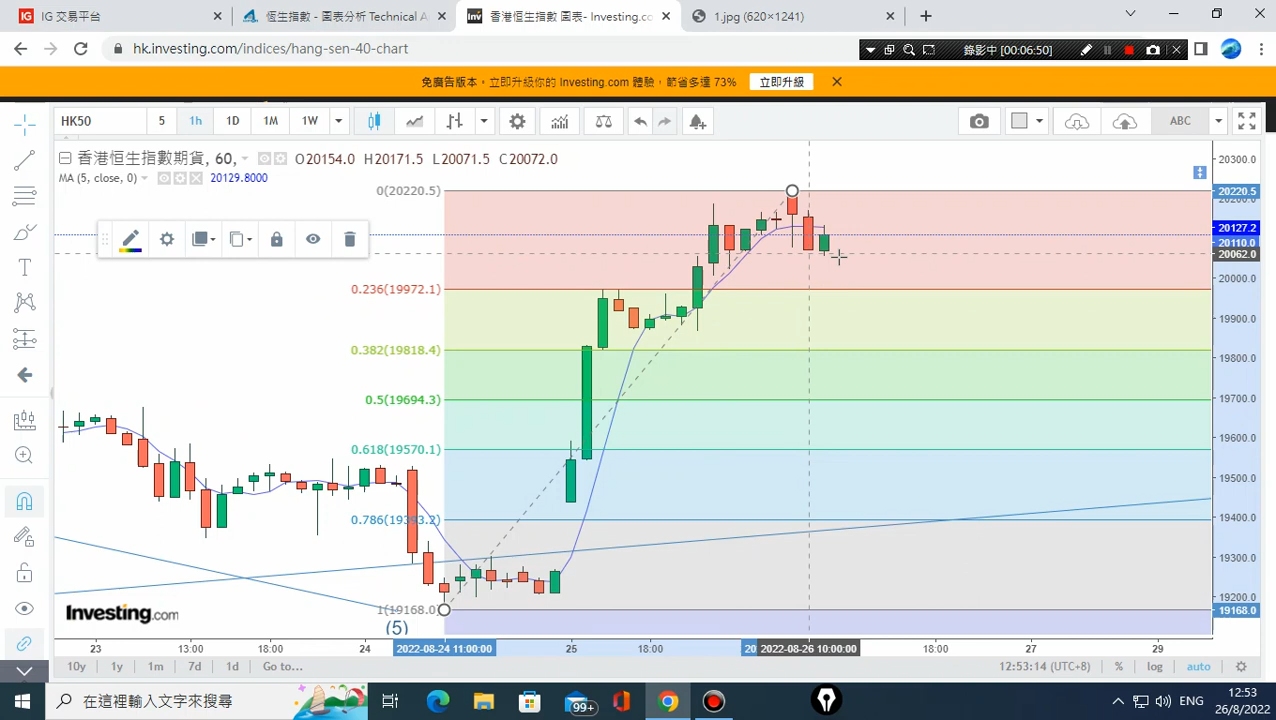 IG 交易平台
恆生指數 - 圖表分析 Technical A
香港恒生指數 圖表- Investing.co
1.jpg (620×1241)
hk.investing.com/indices/hang-sen-40-chart
錄影中 [00:06:50]
免廣告版本。立即升級你的 Investing.com 體驗，節省多達 73%
立即升級
HK50
5
1h
1D
1M
1W
ABC
香港恒生指數期貨, 60,
O20154.0 H20171.5 L20071.5 C20072.0
MA (5, close, 0)
20129.8000
0(20220.5)
0.236(19972.1)
0.382(19818.4)
0.5(19694.3)
0.618(19570.1)
0.786(19393.2)
1(19168.0)
(5)
20300.0
20220.5
20200.0
20127.2
20110.0
20062.0
20000.0
19900.0
19800.0
19700.0
19600.0
19500.0
19400.0
19300.0
19200.0
19168.0
Investing.com
23
13:00
18:00
24
2022-08-24 11:00:00
25
18:00
2022-08-26 10:00:00
18:00
27
29
10y
1y
1m
7d
1d
Go to...
12:53:14 (UTC+8)
%
log
auto
在這裡輸入文字來搜尋
99+
ENG
12:53
26/8/2022